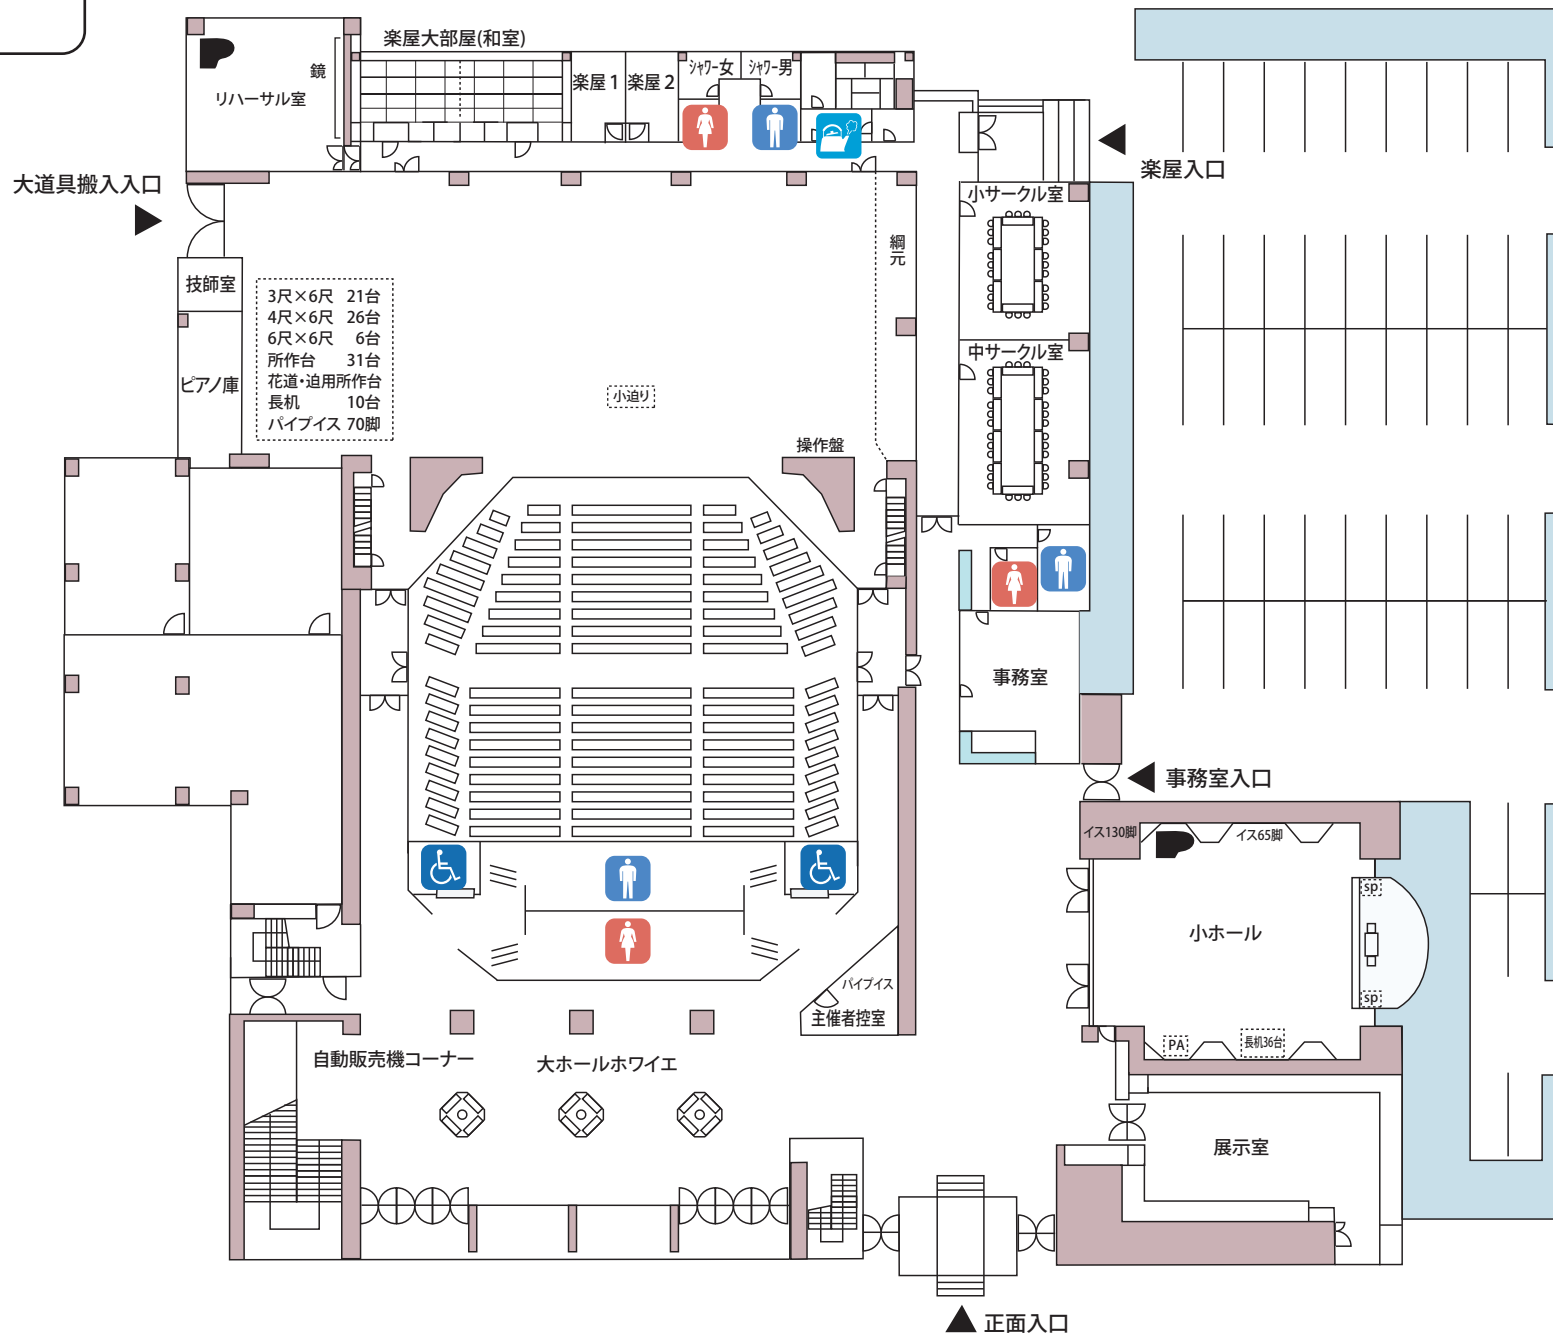 楽屋大部屋(和室)
鏡
リハーサル室
楽屋1
楽屋2
シャワー女
シャワー男
楽屋入口
大道具搬入入口
小サークル室
綱元
技師室
3尺×6尺 21台
4尺×6尺 26台
6尺×6尺 6台
所作台 31台
花道・迫用所作台
長机 10台
パイプイス 70脚
ピアノ庫
中サークル室
小迫り
操作盤
事務室
事務室入口
イス130脚
イス65脚
sp
小ホール
sp
パイプイス
主催者控室
PA
長机36台
自動販売機コーナー
大ホールホワイエ
展示室
正面入口